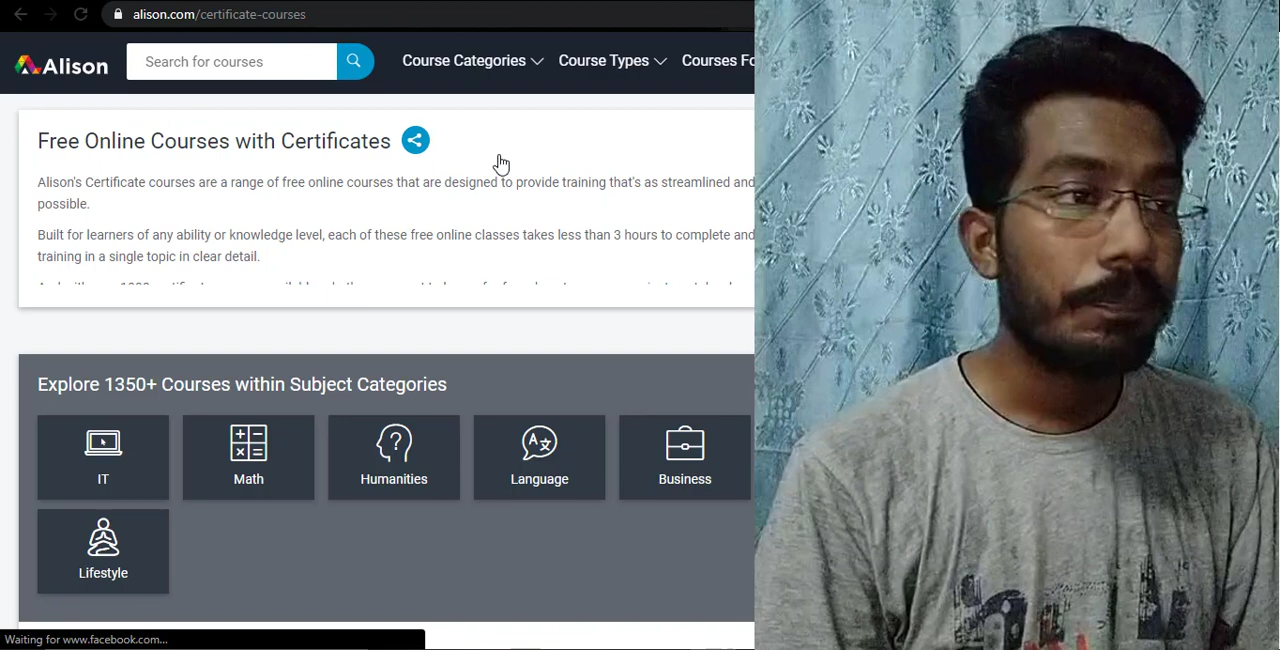 alison.com/certificate-courses
Alison
Search for courses
Course Categories
Course Types
Courses Fo
Free Online Courses with Certificates
Alison's Certificate courses are a range of free online courses that are designed to provide training that's as streamlined and
possible.
Built for learners of any ability or knowledge level, each of these free online classes takes less than 3 hours to complete and
training in a single topic in clear detail.
Explore 1350+ Courses within Subject Categories
IT
Math
Humanities
Language
Business
Lifestyle
Waiting for www.facebook.com...